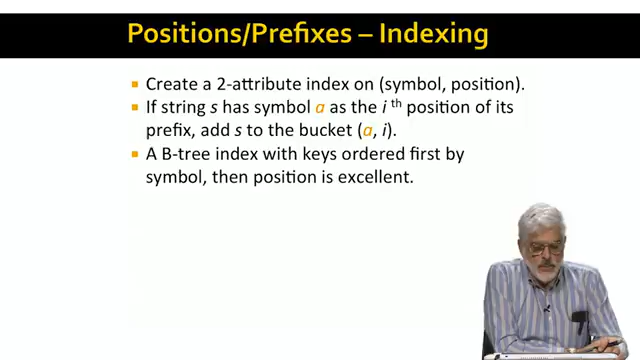 Positions/Prefixes – Indexing
Create a 2-attribute index on (symbol, position).
If string s has symbol a as the i th position of its
prefix, add s to the bucket (a, i).
A B-tree index with keys ordered first by
symbol, then position is excellent.